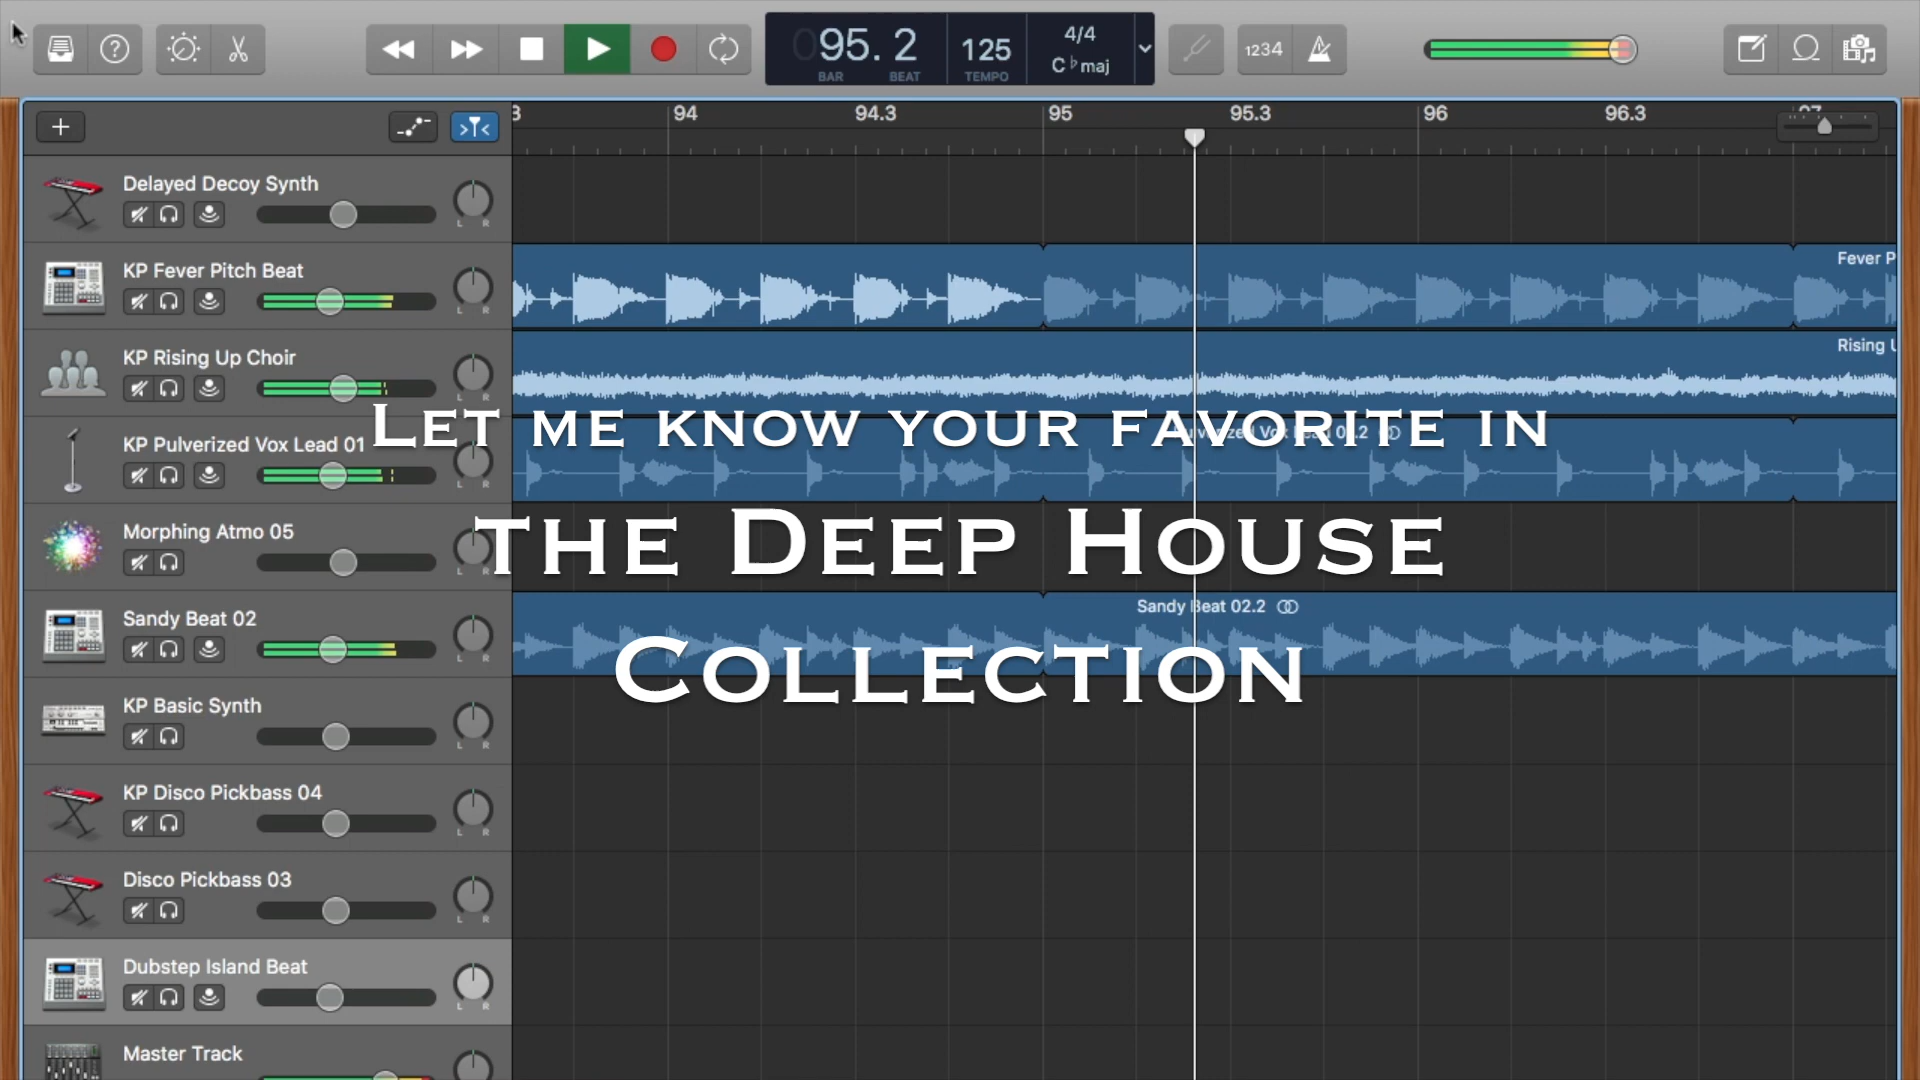 095. 2
BAR BEAT
125
TEMPO
4/4
C♭maj
1234
3 94 94.3 95 95.3 96 96.3
Delayed Decoy Synth
L R
KP Fever Pitch Beat
L R
Fever P
KP Rising Up Choir
Rising U
KP Pulverized Vox Lead 01
Let me know your favorite in
the Deep House
Collection
Morphing Atmo 05
Sandy Beat 02
L R
Sandy Beat 02.2
KP Basic Synth
L R
KP Disco Pickbass 04
L R
Disco Pickbass 03
L R
Dubstep Island Beat
L R
Master Track